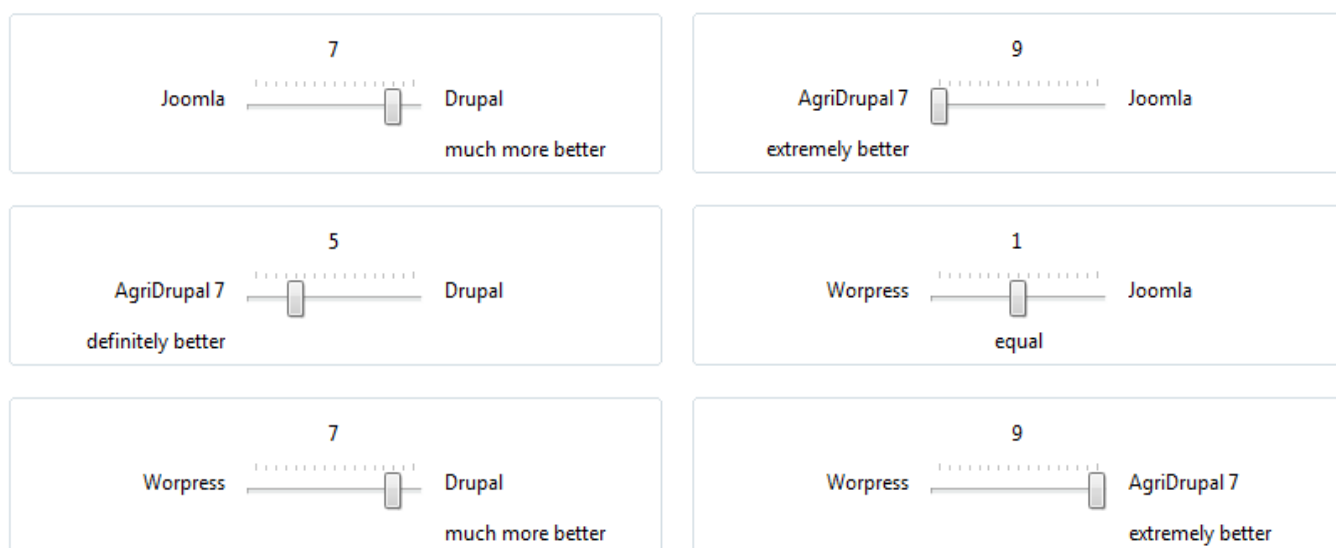 7
Joomla Drupal
much more better
9
AgriDrupal 7 Joomla
extremely better
5
AgriDrupal 7 Drupal
definitely better
1
Worpress Joomla
equal
7
Worpress Drupal
much more better
9
Worpress AgriDrupal 7
extremely better